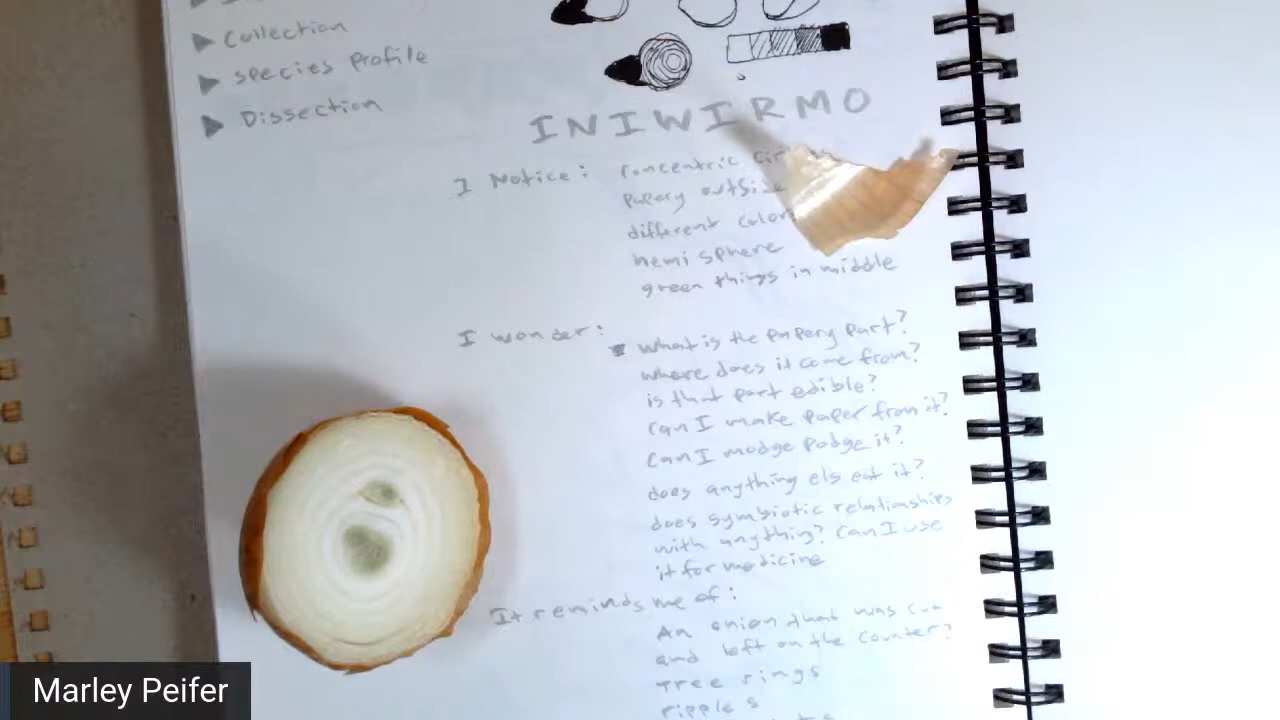 Collection
species profile
Dissection
INIWIRMO
I Notice: concentric
papery outside
different color
hemi sphere
green things in middle
I wonder: What is the papery part?
where does it come from?
is that part edible?
can I make paper from it?
can I modge podge it?
does anything els eat it?
does symbiotic relationships
with anything? can I use
it for medicine
It reminds me of:
An onion that was cut
and left on the counter?
Tree rings
ripples
Marley Peifer